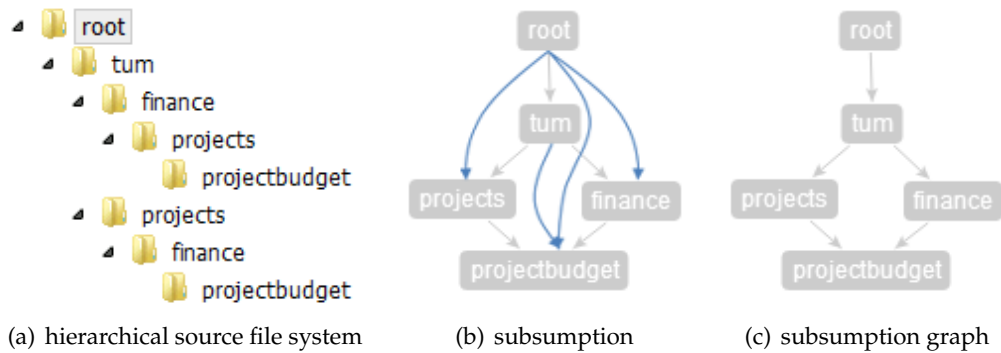 root
tum
finance
projects
projectbudget
projects
finance
projectbudget
(a) hierarchical source file system
root
tum
projects finance
projectbudget
(b) subsumption
root
tum
projects finance
projectbudget
(c) subsumption graph